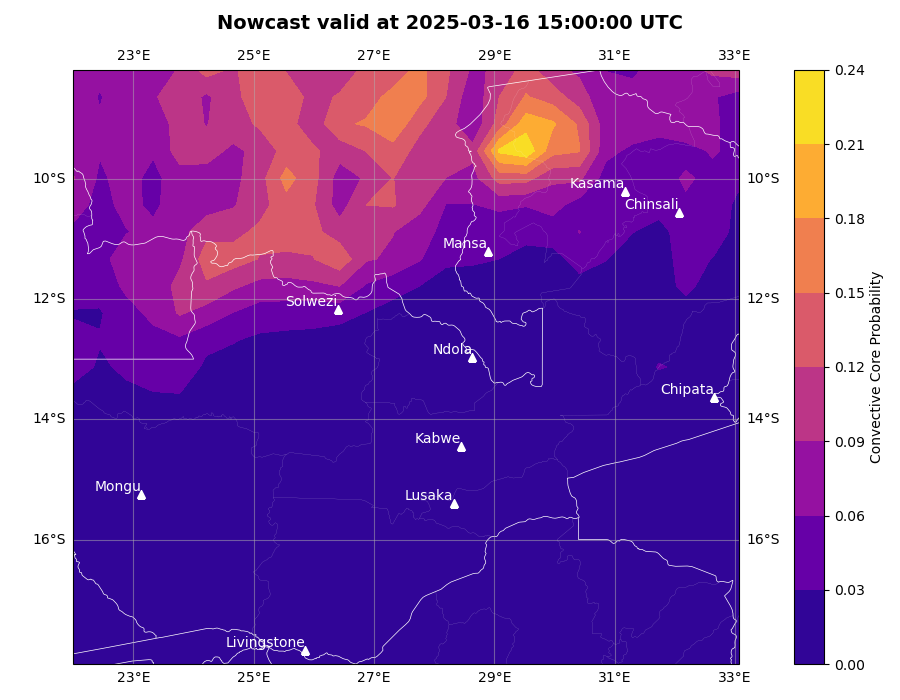 Nowcast valid at 2025-03-16 15:00:00 UTC
23°E 25°E 27°E 29°E 31°E 33°E
0.24
0.21
0.18
0.15
0.12
0.09
0.06
0.03
0.00
Convective Core Probability
10°S 10°S
12°S 12°S
14°S 14°S
16°S 16°S
Kasama
Chinsali
Mansa
Solwezi
Ndola
Chipata
Kabwe
Mongu
Lusaka
Livingstone
23°E 25°E 27°E 29°E 31°E 33°E